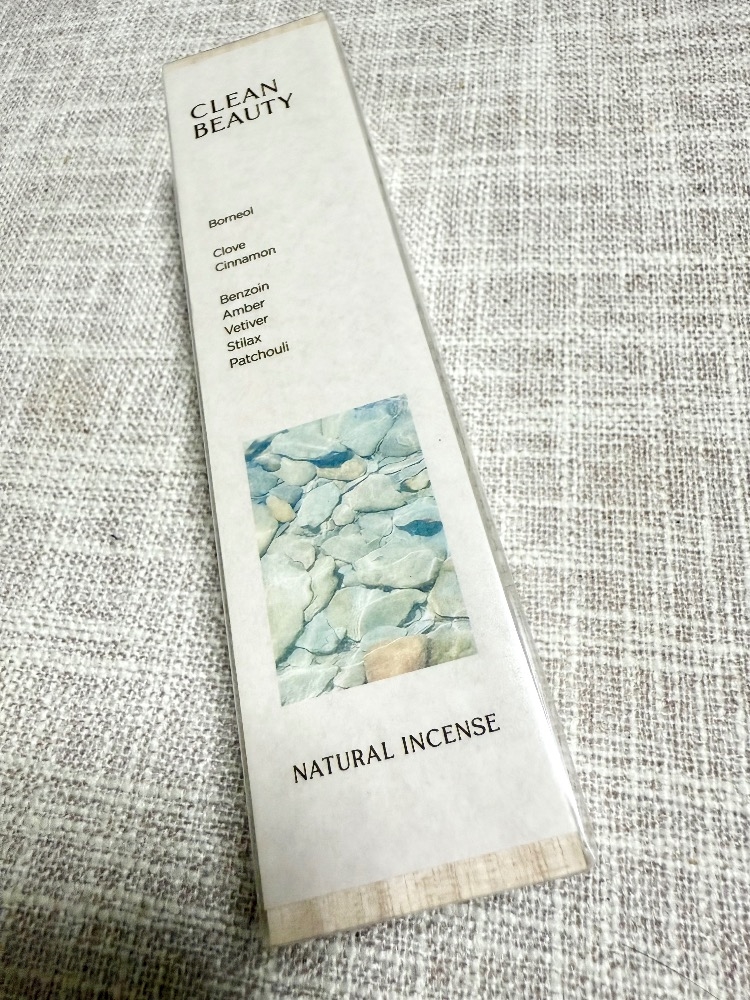 CLEAN
BEAUTY
Borneol
Clove
Cinnamon
Benzoin
Amber
Vetiver
Stilax
Patchouli
NATURAL INCENSE